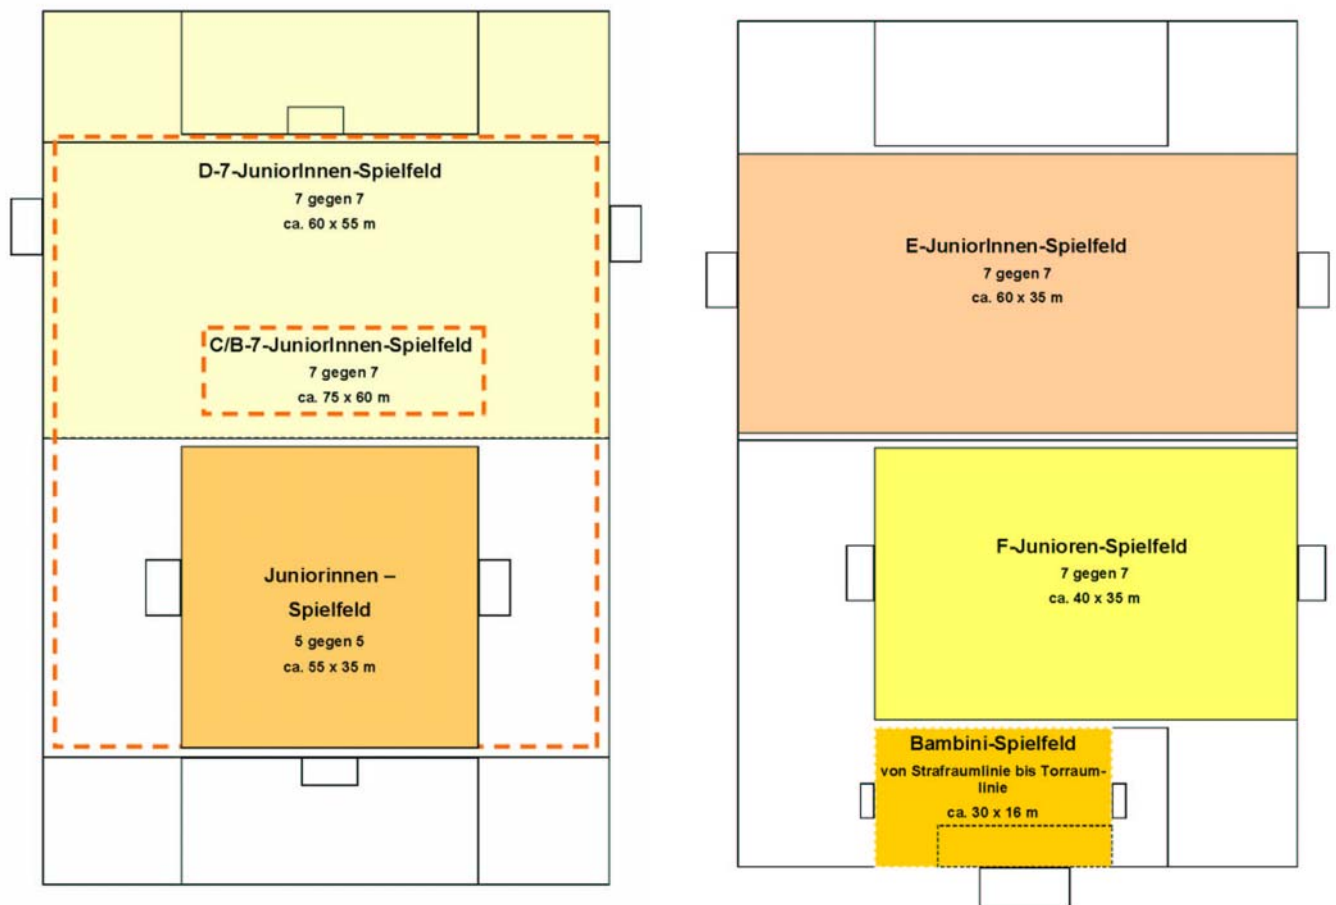 D-7-JuniorInnen-Spielfeld
7 gegen 7
ca. 60 x 55 m
C/B-7-JuniorInnen-Spielfeld
7 gegen 7
ca. 75 x 60 m
Juniorinnen –
Spielfeld
5 gegen 5
ca. 55 x 35 m
E-JuniorInnen-Spielfeld
7 gegen 7
ca. 60 x 35 m
F-Junioren-Spielfeld
7 gegen 7
ca. 40 x 35 m
Bambini-Spielfeld
von Strafraumlinie bis Torraum-
linie
ca. 30 x 16 m